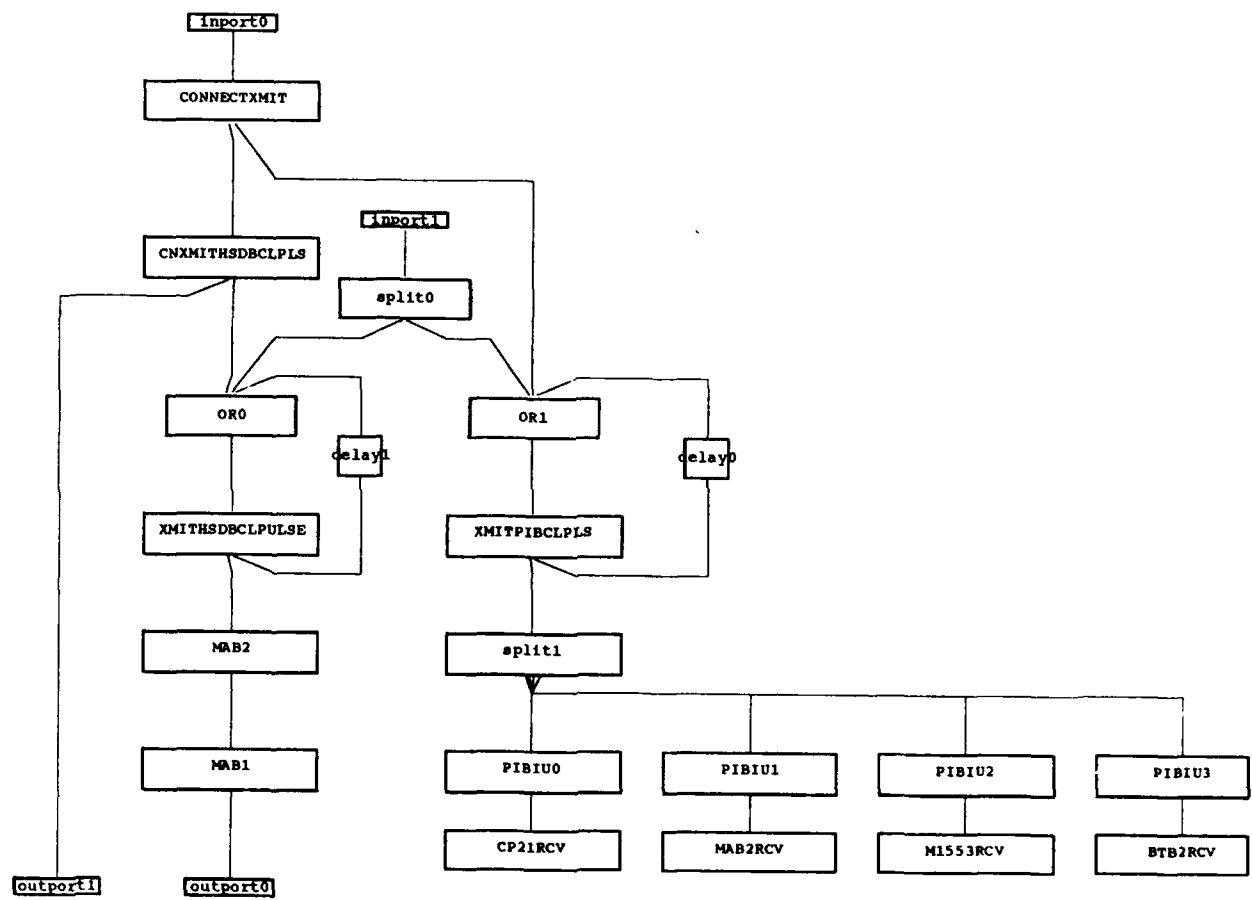 inport0
CONNECTXMIT
inport1
CNXMITHSDBCLPLS
split0
OR0
OR1
delay1
delay0
XMITHSDBCLPULSE
XMITPIBCLPLS
MAB2
split1
MAB1
PIBIU0
PIBIU1
PIBIU2
PIBIU3
CP21RCV
MAB2RCV
M1553RCV
BTB2RCV
outport1
outport0